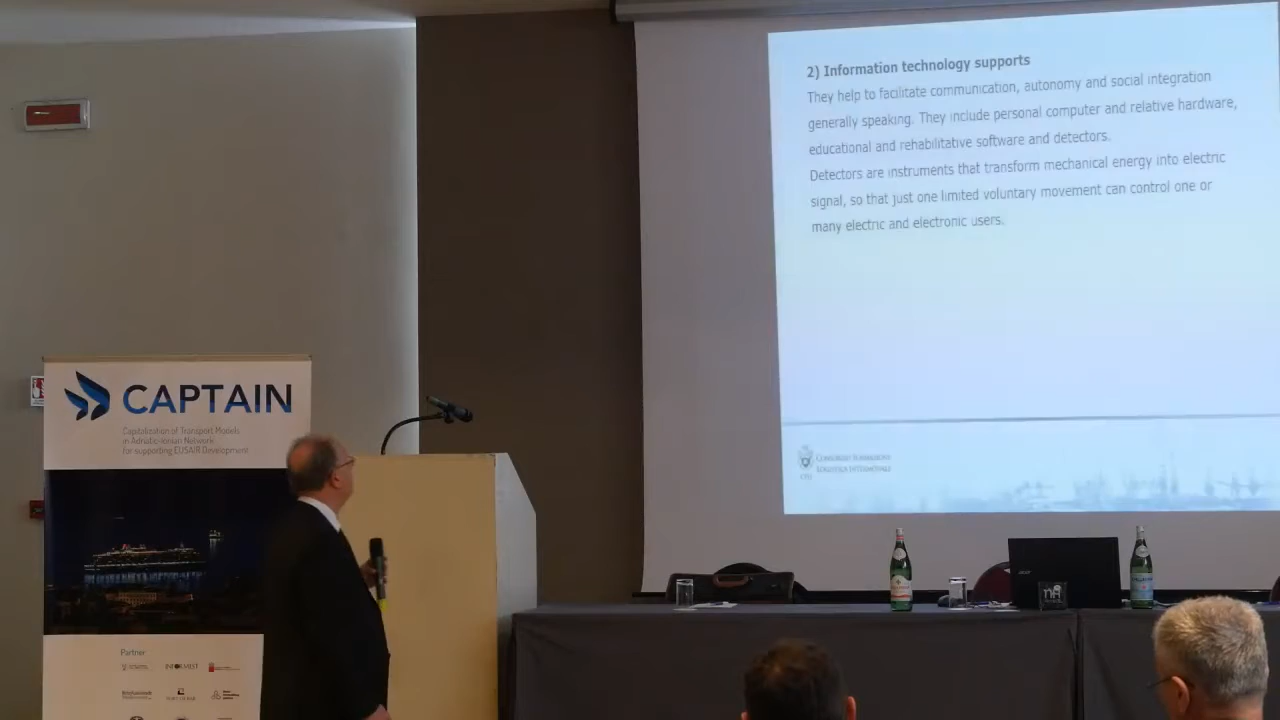 2) Information technology supports
They help to facilitate communication, autonomy and social integration
generally speaking. They include personal computer and relative hardware,
educational and rehabilitative software and detectors.
Detectors are instruments that transform mechanical energy into electric
signal, so that just one limited voluntary movement can control one or
many electric and electronic users.
CAPTAIN
Capitalization of Transport Models
in Adriatic-Ionian Network
for supporting EUSAIR Development
Partner
INFORMEST
acer